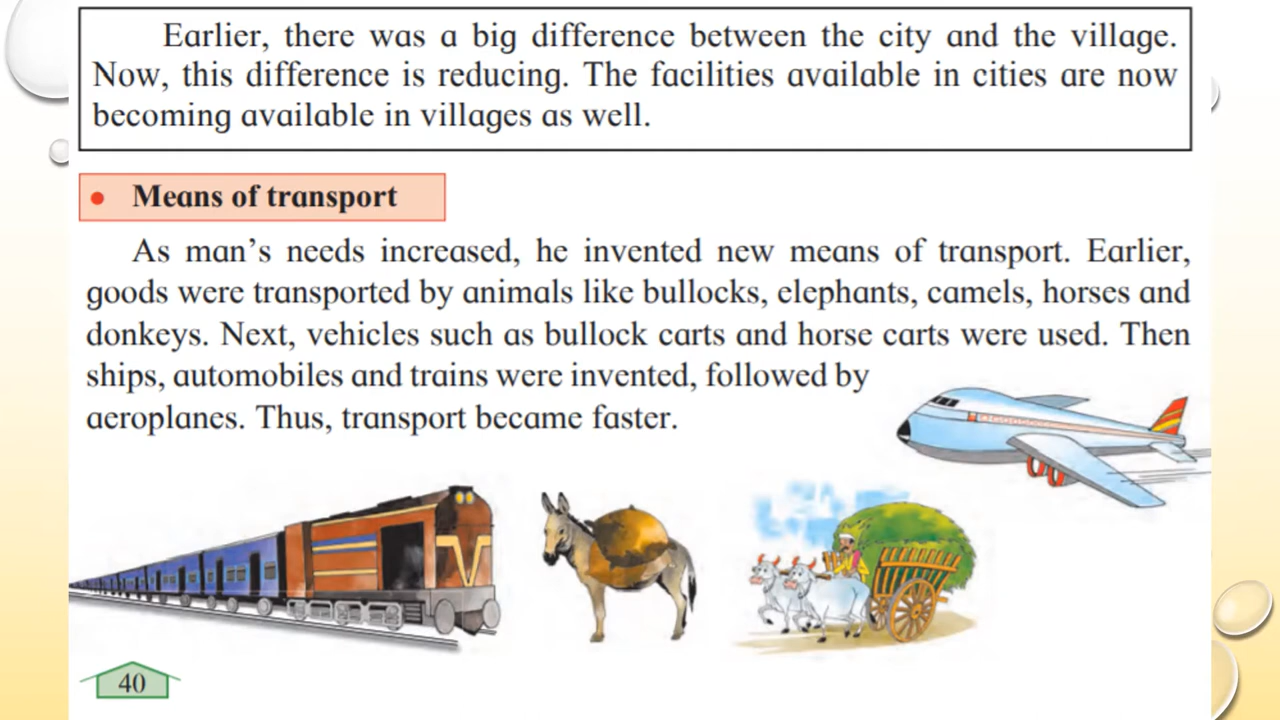 Earlier, there was a big difference between the city and the village.
Now, this difference is reducing. The facilities available in cities are now
becoming available in villages as well.
• Means of transport
As man's needs increased, he invented new means of transport. Earlier,
goods were transported by animals like bullocks, elephants, camels, horses and
donkeys. Next, vehicles such as bullock carts and horse carts were used. Then
ships, automobiles and trains were invented, followed by
aeroplanes. Thus, transport became faster.
40